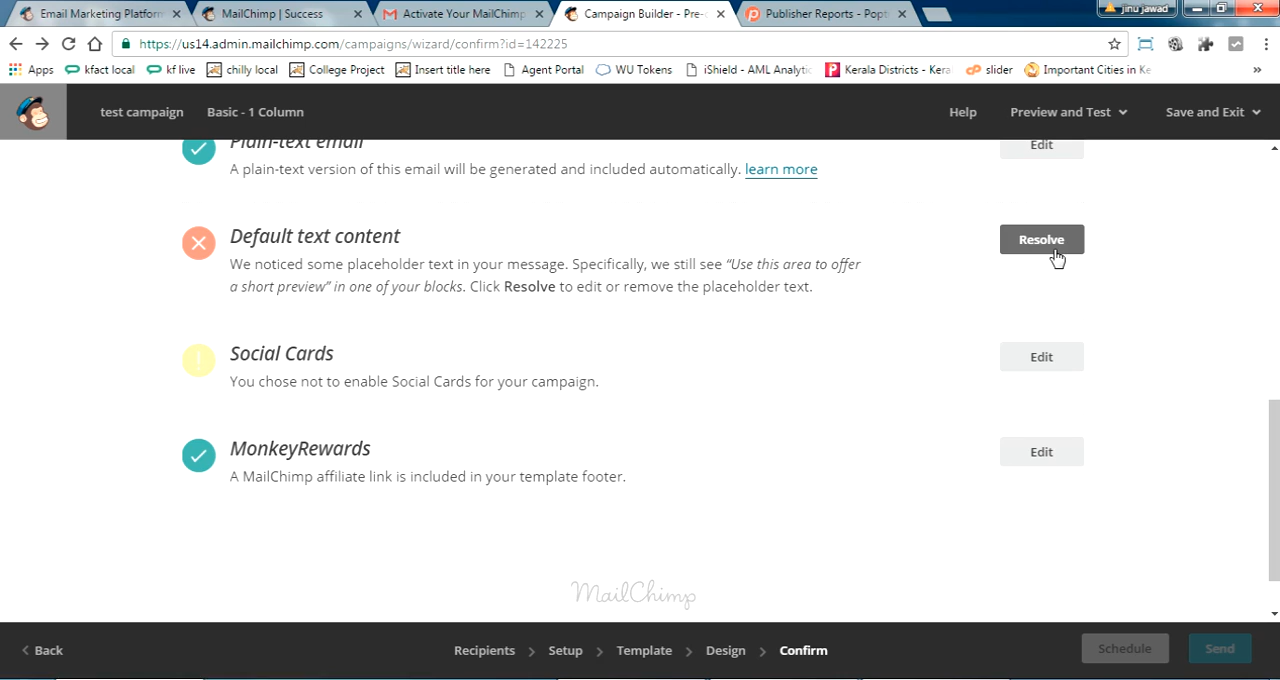 Email Marketing Platform
MailChimp | Success
Activate Your MailChimp
Campaign Builder - Pre-
Publisher Reports - Popt
jinu jawad
https://us14.admin.mailchimp.com/campaigns/wizard/confirm?id=142225
Apps
kfact local
kf live
chilly local
College Project
Insert title here
Agent Portal
WU Tokens
iShield - AML Analytic
Kerala Districts - Kera
slider
Important Cities in Ke
»
test campaign
Basic - 1 Column
Help
Preview and Test
Save and Exit
Plain-text email
Edit
A plain-text version of this email will be generated and included automatically. learn more
Default text content
Resolve
We noticed some placeholder text in your message. Specifically, we still see “Use this area to offer
a short preview” in one of your blocks. Click Resolve to edit or remove the placeholder text.
Social Cards
Edit
You chose not to enable Social Cards for your campaign.
MonkeyRewards
Edit
A MailChimp affiliate link is included in your template footer.
MailChimp
Back
Recipients
Setup
Template
Design
Confirm
Schedule
Send